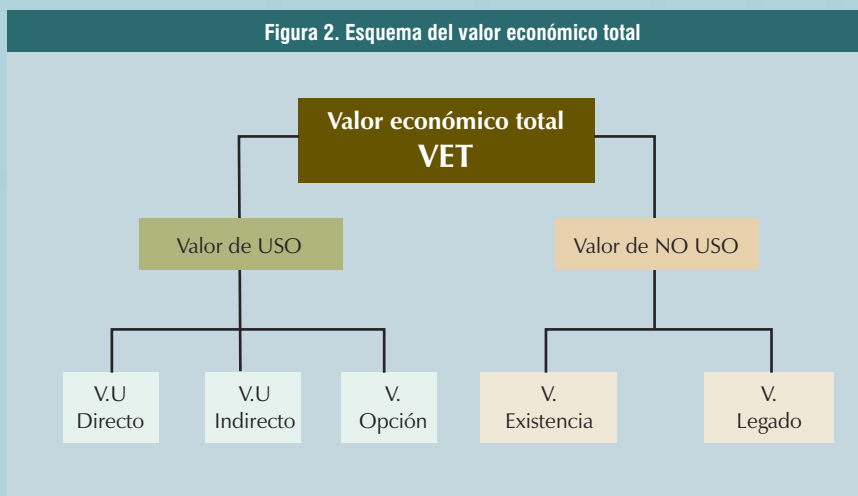 Figura 2. Esquema del valor económico total
Valor económico total
VET
Valor de USO
Valor de NO USO
V.U
Directo
V.U
Indirecto
V.
Opción
V.
Existencia
V.
Legado